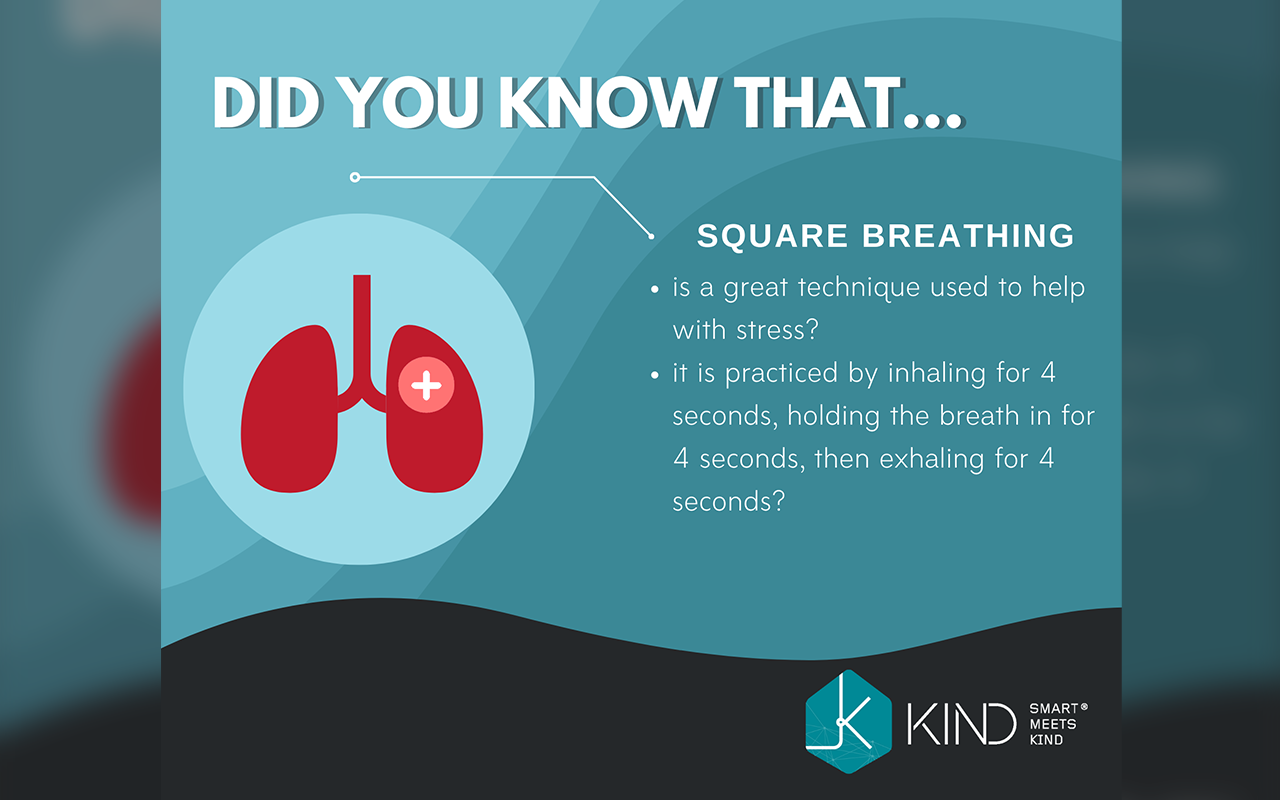 DID YOU KNOW THAT...
SQUARE BREATHING
• is a great technique used to help
with stress?
• it is practiced by inhaling for 4
seconds, holding the breath in for
4 seconds, then exhaling for 4
seconds?
KIND
SMART®
MEETS
KIND